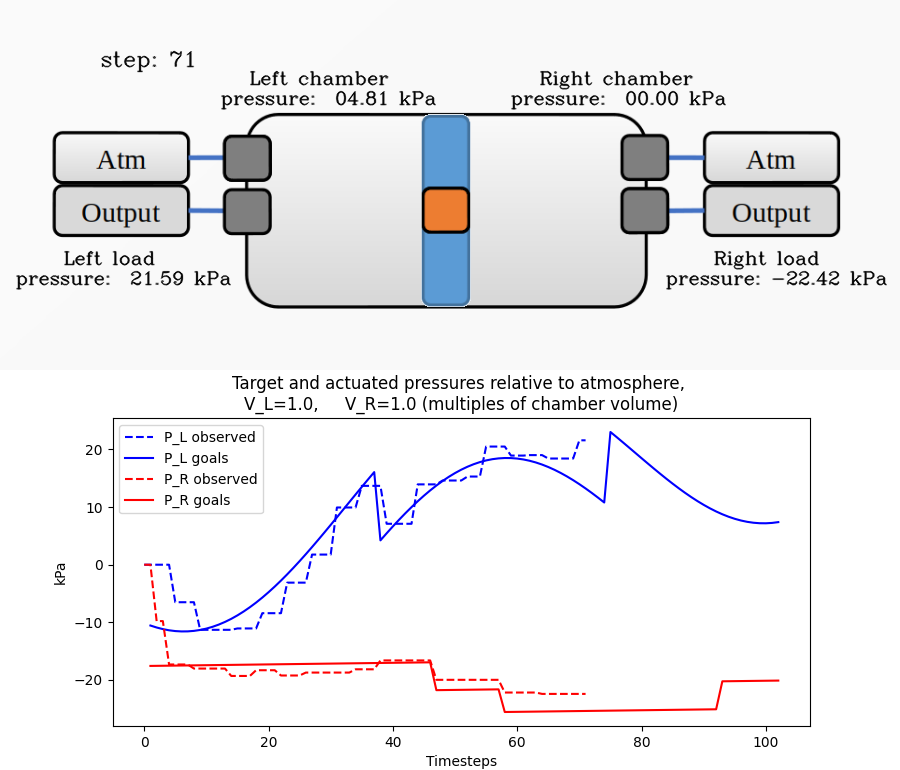 step: 71
Left chamber
pressure: 04.81 kPa
Right chamber
pressure: 00.00 kPa
Atm
Output
Atm
Output
Left load
pressure: 21.59 kPa
Right load
pressure: −22.42 kPa
Target and actuated pressures relative to atmosphere,
V_L=1.0, V_R=1.0 (multiples of chamber volume)
P_L observed
P_L goals
P_R observed
P_R goals
kPa
20
10
0
−10
−20
0 20 40 60 80 100
Timesteps